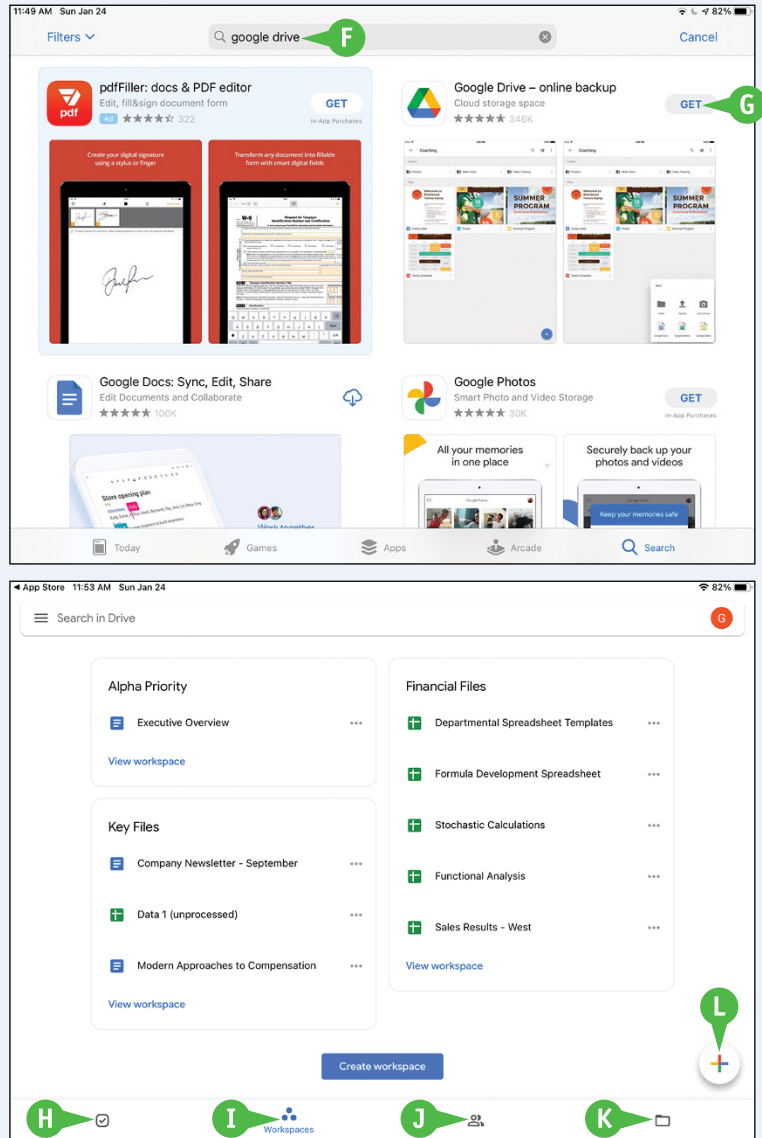 11:49 AM Sun Jan 24
82%
Filters
google drive
F
Cancel
pdfFiller: docs & PDF editor
Edit, fill&sign document form
Ad ★★★★☆ 322
GET
In-App Purchases
pdf
Create your digital signature
using a stylus or finger
Transform any document into fillable
form with smart digital fields
W-9
Google Drive – online backup
Cloud storage space
★★★★★ 346K
GET
G
Coaching
SUMMER
PROGRAM
SUMMER
PROGRAM
Google Docs: Sync, Edit, Share
Edit Documents and Collaborate
★★★★★ 100K
Store opening plan
Work together
Google Photos
Smart Photo and Video Storage
★★★★★ 30K
GET
In-App Purchases
All your memories
in one place
Securely back up your
photos and videos
Google Photos
Keep your memories safe
Today
Games
Apps
Arcade
Search
App Store 11:53 AM Sun Jan 24
82%
Search in Drive
G
Alpha Priority
Executive Overview
View workspace
Key Files
Company Newsletter - September
Data 1 (unprocessed)
Modern Approaches to Compensation
View workspace
Financial Files
Departmental Spreadsheet Templates
Formula Development Spreadsheet
Stochastic Calculations
Functional Analysis
Sales Results - West
View workspace
L
Create workspace
H
I
Workspaces
J
K